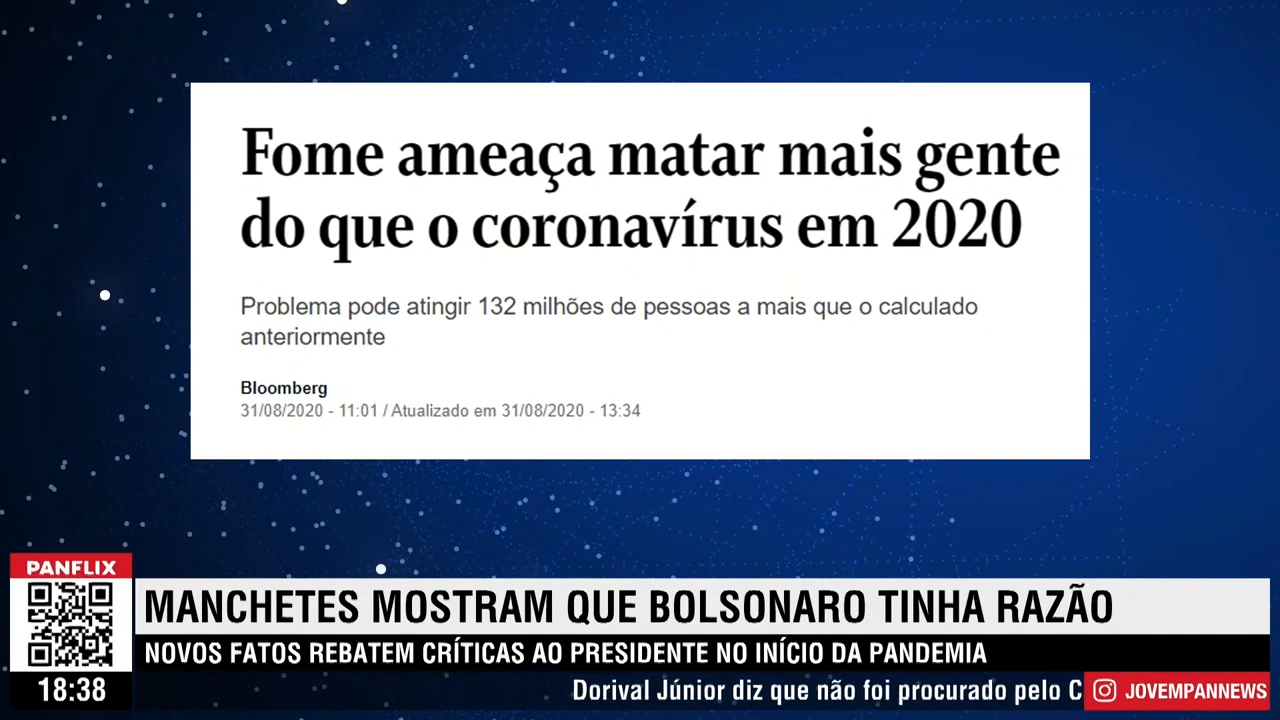 Fome ameaça matar mais gente
do que o coronavírus em 2020
Problema pode atingir 132 milhões de pessoas a mais que o calculado
anteriormente
Bloomberg
31/08/2020 - 11:01 / Atualizado em 31/08/2020 - 13:34
PANFLIX
MANCHETES MOSTRAM QUE BOLSONARO TINHA RAZÃO
NOVOS FATOS REBATEM CRÍTICAS AO PRESIDENTE NO INÍCIO DA PANDEMIA
18:38
Dorival Júnior diz que não foi procurado pelo C
JOVEMPANNEWS